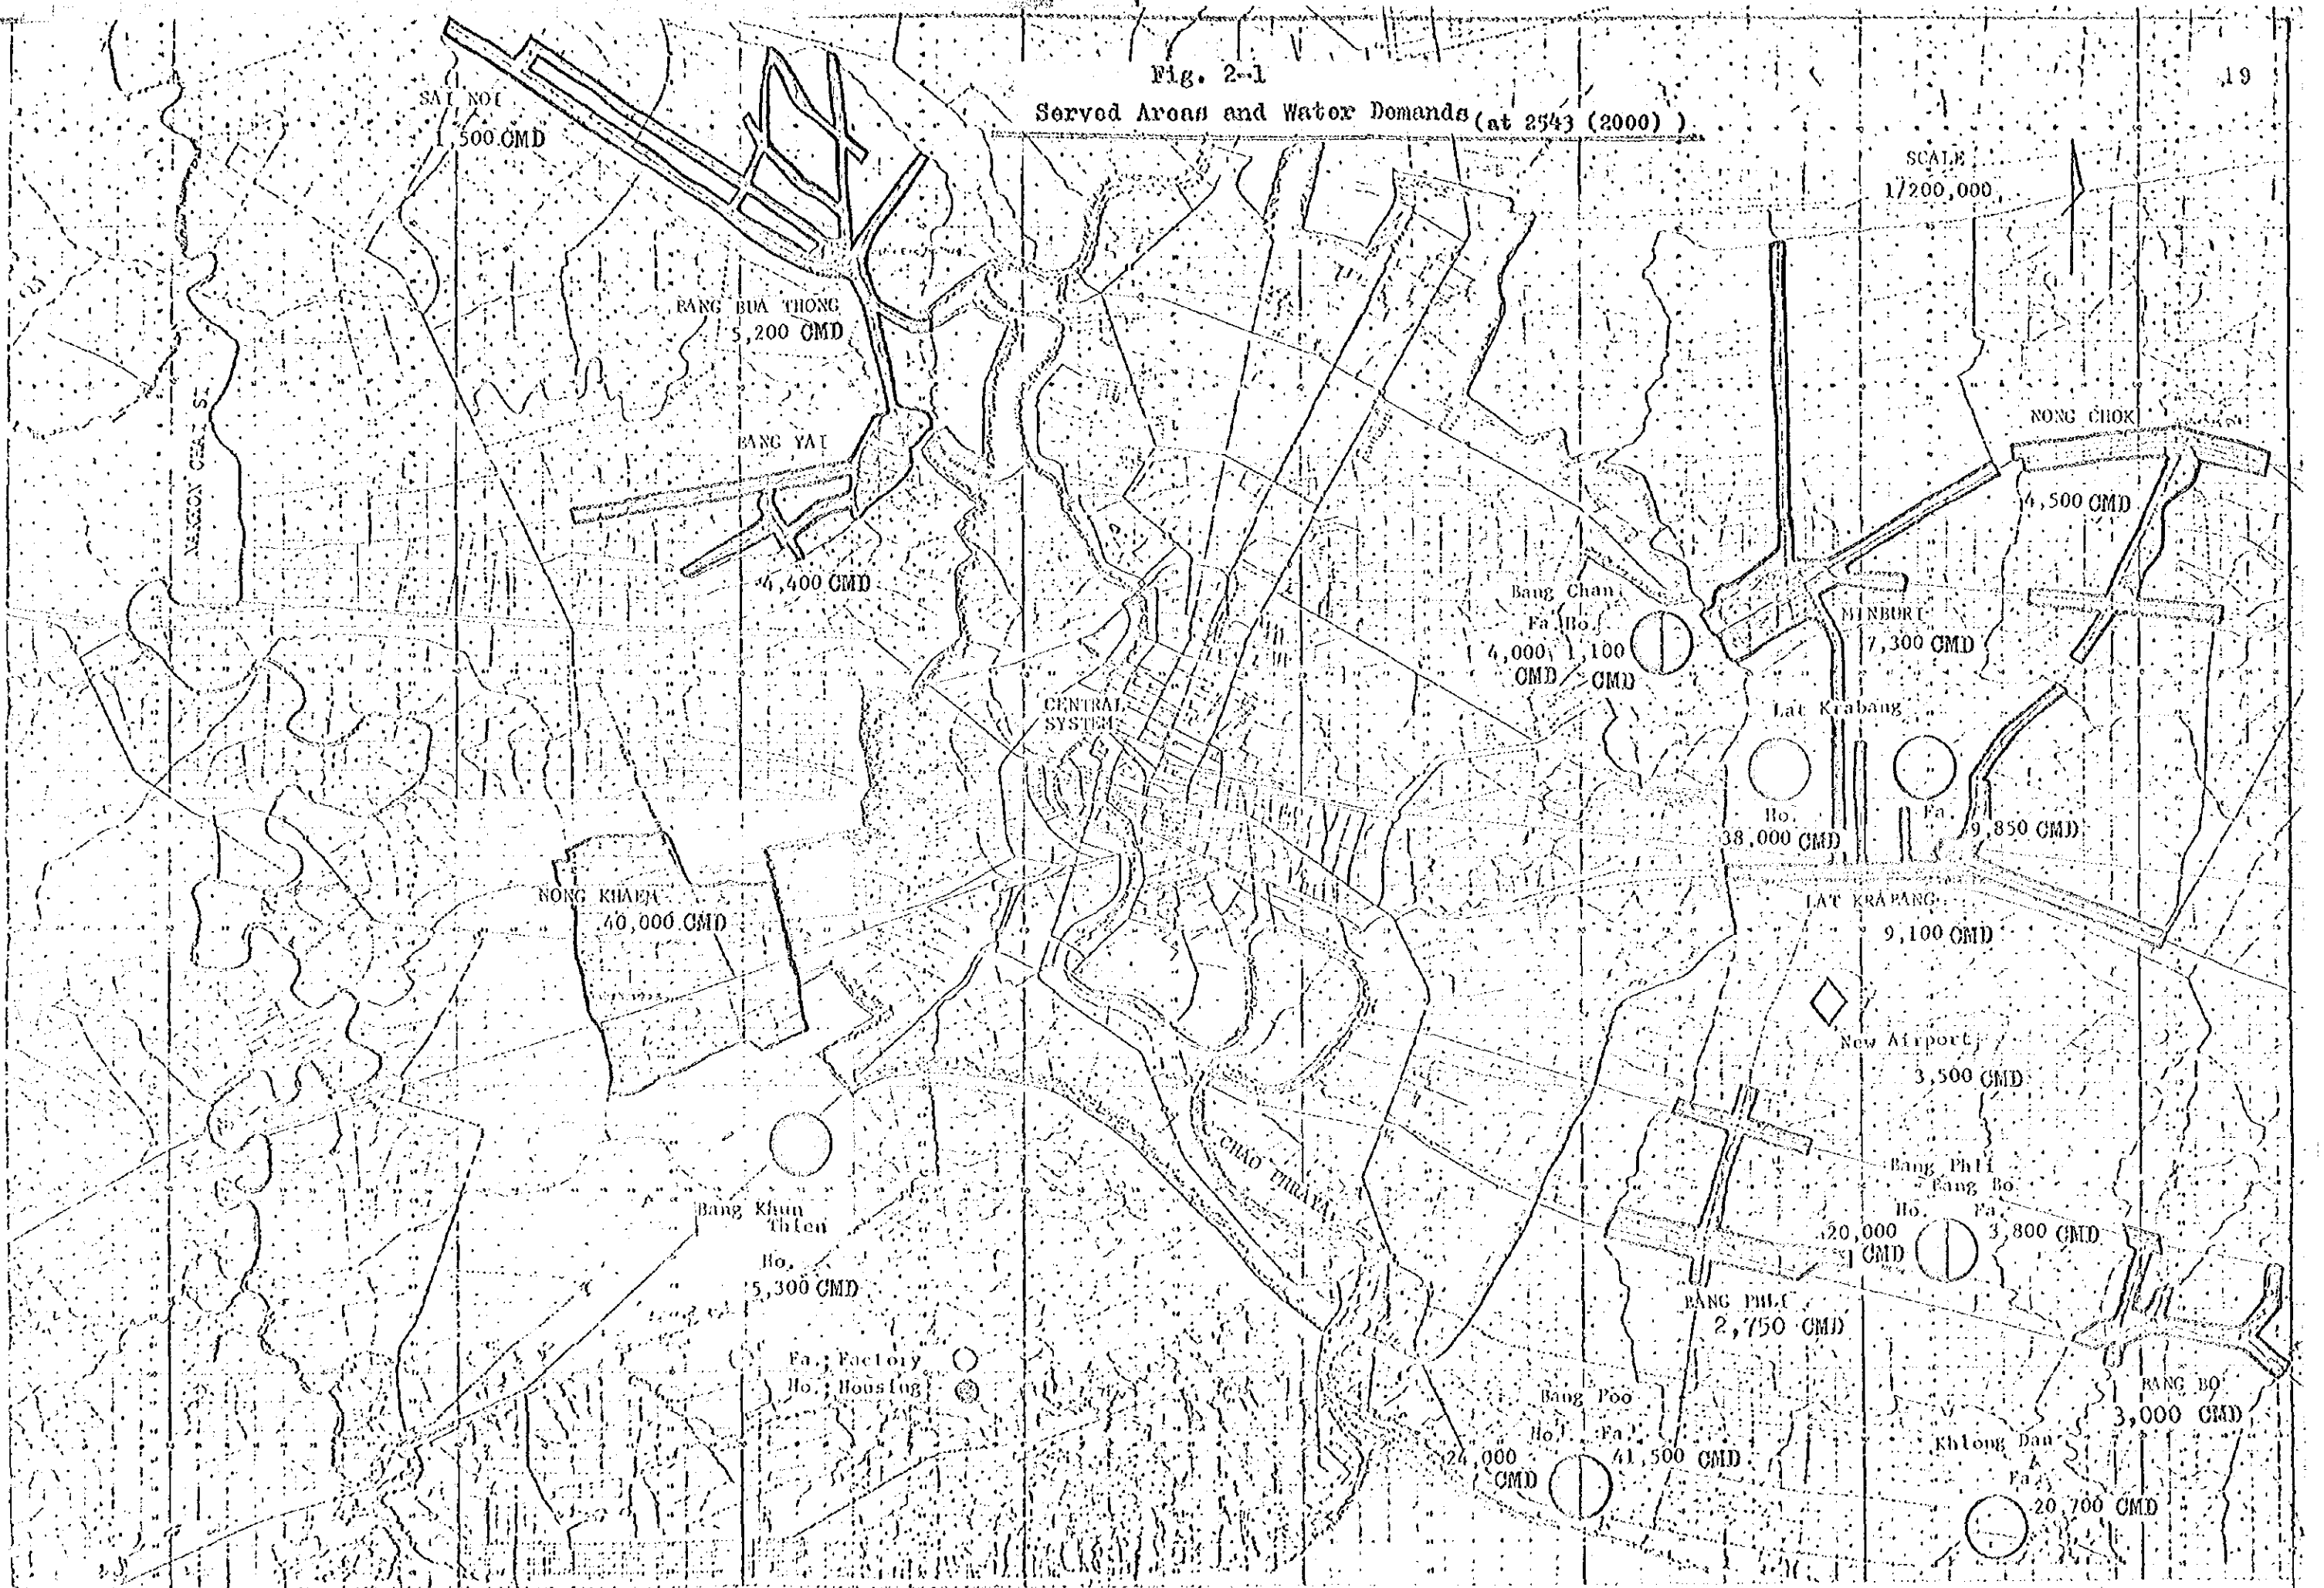 Fig. 2-1
19
Served Areas and Water Demands (at 2543 (2000) )
SCALE
1/200,000
SAI NOI
1,500 CMD
BANG BUA THONG
5,200 CMD
BANG YAI
4,400 CMD
NONG CHOK
4,500 CMD
Bang Chan
Fa. Ho.
4,000 1,100
CMD CMD
MINBURI
7,300 CMD
CENTRAL
SYSTEM
Lat Krabang
Ho.
38,000 CMD
Fa.
9,850 CMD
LAT KRABANG
9,100 CMD
NONG KHAEM
40,000 CMD
New Airport
3,500 CMD
CHAO PHRAYA
Bang Khun
Thien
Ho.
5,300 CMD
Bang Phli
Bang Bo
Ho. Fa.
20,000
CMD
3,800 CMD
BANG PHLI
2,750 CMD
Fa.; Factory
Ho.; Housing
BANG BO
3,000 CMD
Bang Poo
Ho. Fa.
24,000
CMD
41,500 CMD
Khlong Dan
Fa.
20,700 CMD